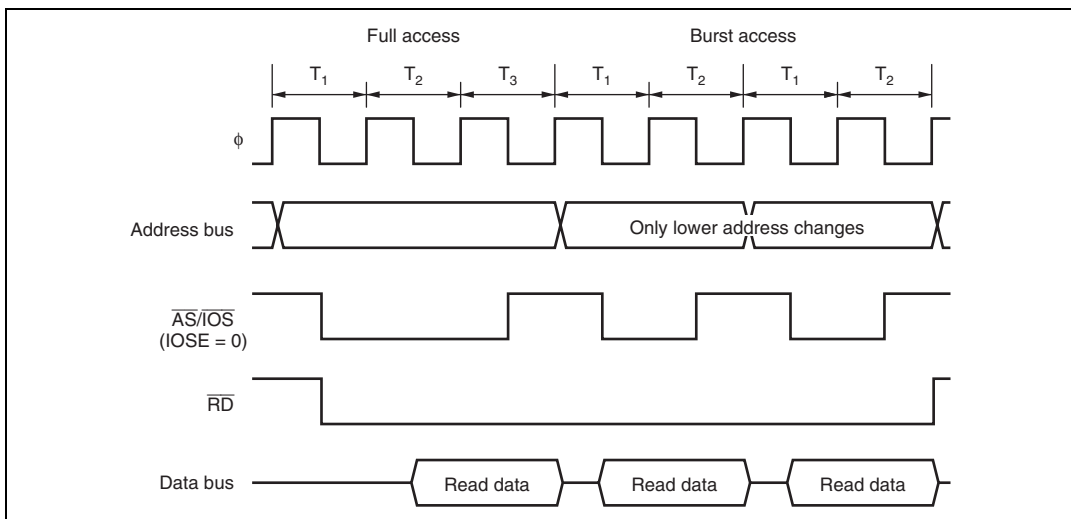 Full access Burst access
T1 T2 T3 T1 T2 T1 T2
ϕ
Address bus Only lower address changes
AS/IOS
(IOSE = 0)
RD
Data bus Read data Read data Read data